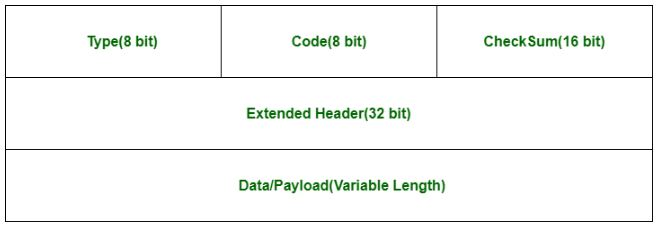 Type(8 bit)
Code(8 bit)
CheckSum(16 bit)
Extended Header(32 bit)
Data/Payload(Variable Length)